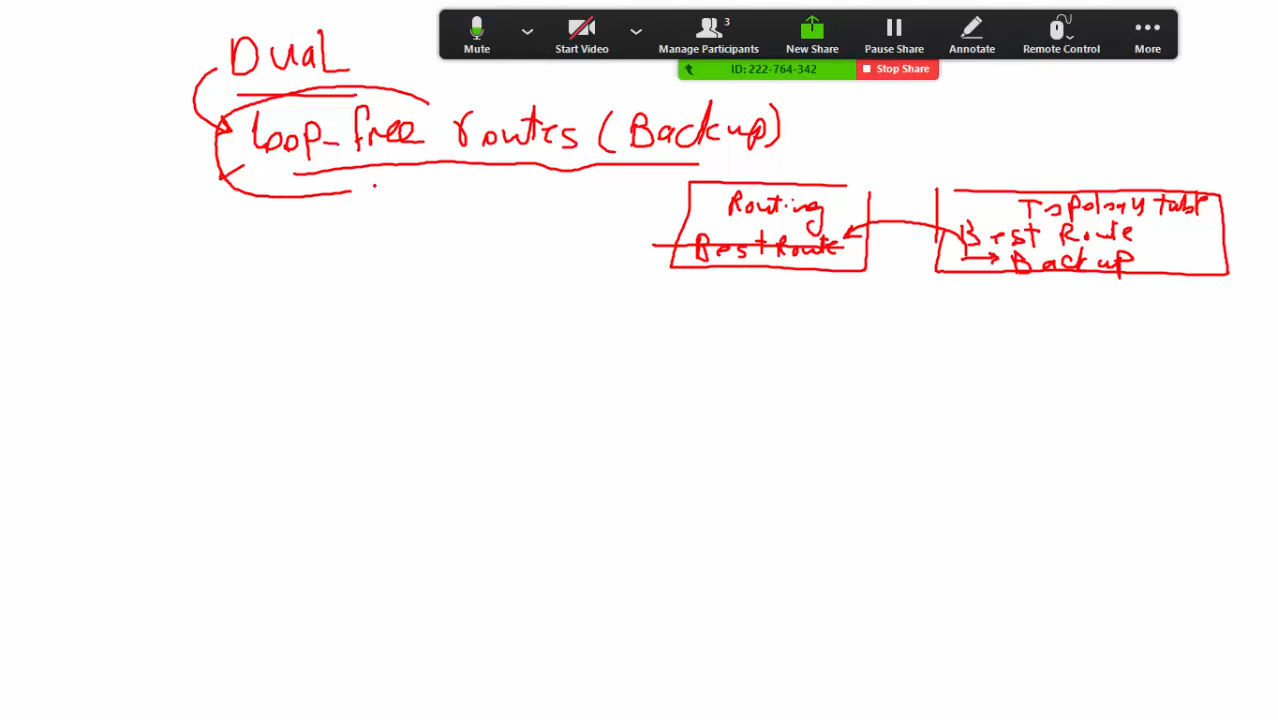 3
Mute
Start Video
Manage Participants
New Share
Pause Share
Annotate
Remote Control
More
ID: 222-764-342
Stop Share
DuaL
loop-free routes (Backup)
Routing
Best Route
Topology table
Best Route
Backup